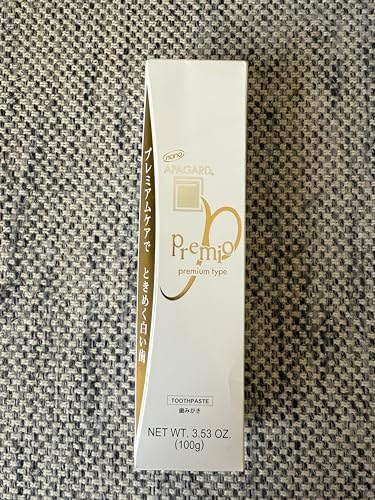 nano
APAGARD®
p
premio
premium type
プレミアムケアで ときめく白い歯
TOOTHPASTE
歯みがき
NET WT. 3.53 OZ.
(100g)